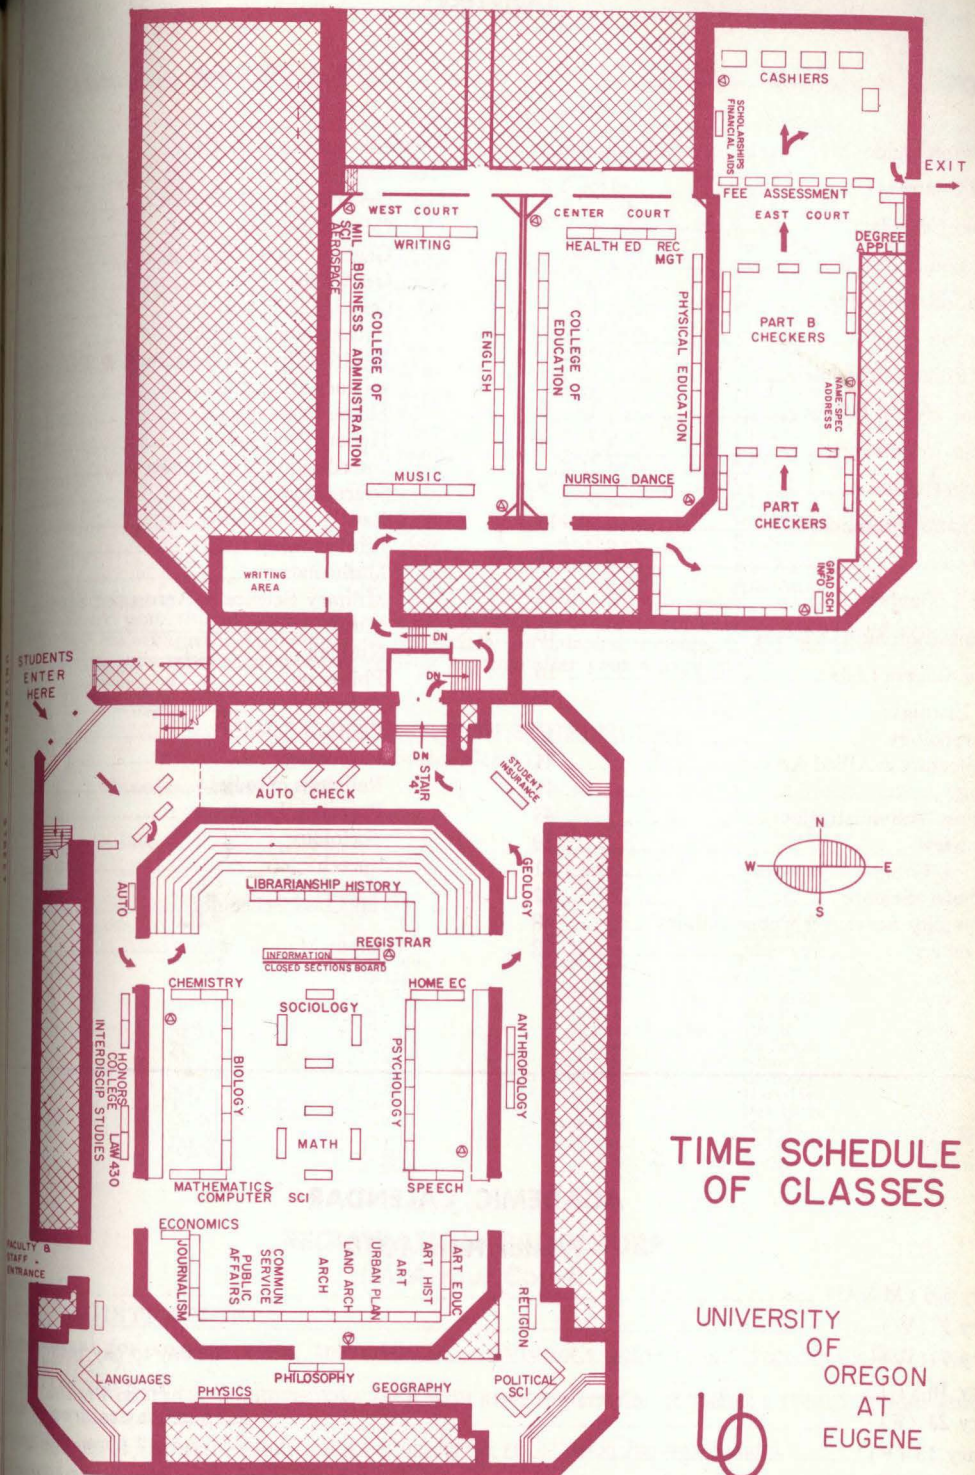 CASHIERS
SCHOLARSHIPS
FINANCIAL AIDS
EXIT
FEE ASSESSMENT
EAST COURT
DEGREE
APPLI
WEST COURT
WRITING
CENTER COURT
HEALTH ED REC
MGT
MIL
SCI
AEROSPACE
BUSINESS ADMINISTRATION
COLLEGE OF
ENGLISH
COLLEGE OF
EDUCATION
PHYSICAL EDUCATION
PART B
CHECKERS
NAME SPEC
ADDRESS
MUSIC
NURSING DANCE
PART A
CHECKERS
GRAD SCH
INFO
WRITING
AREA
DN
DN
STUDENTS
ENTER
HERE
DN
STAIR
"4"
STUDENT
INSURANCE
AUTO CHECK
N
W
E
S
AUTO
LIBRARIANSHIP HISTORY
GEOLOGY
REGISTRAR
INFORMATION
CLOSED SECTIONS BOARD
CHEMISTRY
HOME EC
SOCIOLOGY
HONORS
COLLEGE
INTERDISCIP STUDIES
LAW 430
BIOLOGY
PSYCHOLOGY
ANTHROPOLOGY
MATH
MATHEMATICS
COMPUTER SCI
SPEECH
TIME SCHEDULE
OF CLASSES
ECONOMICS
JOURNALISM
PUBLIC
AFFAIRS
COMMUN
SERVICE
ARCH
LAND ARCH
URBAN PLAN
ART
ART HIST
ART EDUC
FACULTY &
STAFF
ENTRANCE
RELIGION
LANGUAGES
PHYSICS
PHILOSOPHY
GEOGRAPHY
POLITICAL
SCI
UNIVERSITY
OF
OREGON
AT
EUGENE
UO